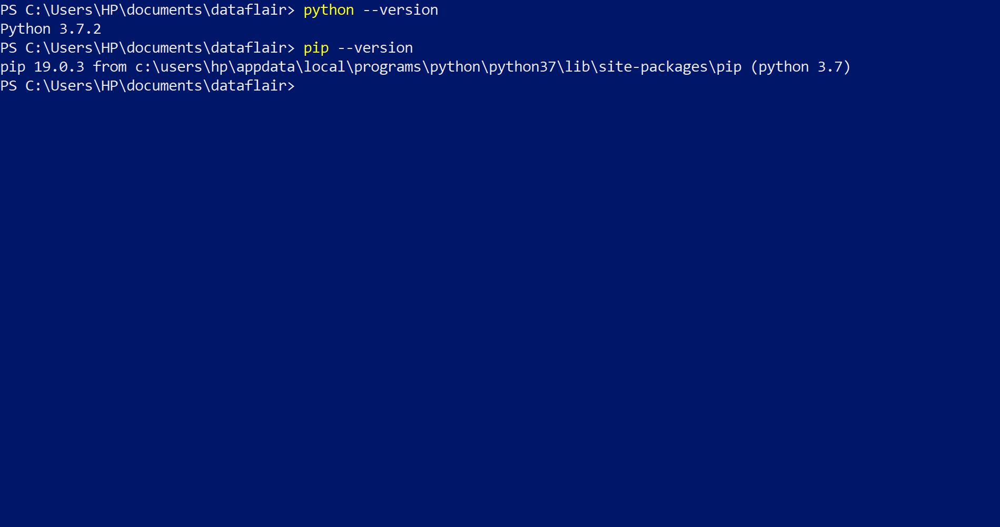 PS C:\Users\HP\documents\dataflair> python --version
Python 3.7.2
PS C:\Users\HP\documents\dataflair> pip --version
pip 19.0.3 from c:\users\hp\appdata\local\programs\python\python37\lib\site-packages\pip (python 3.7)
PS C:\Users\HP\documents\dataflair>